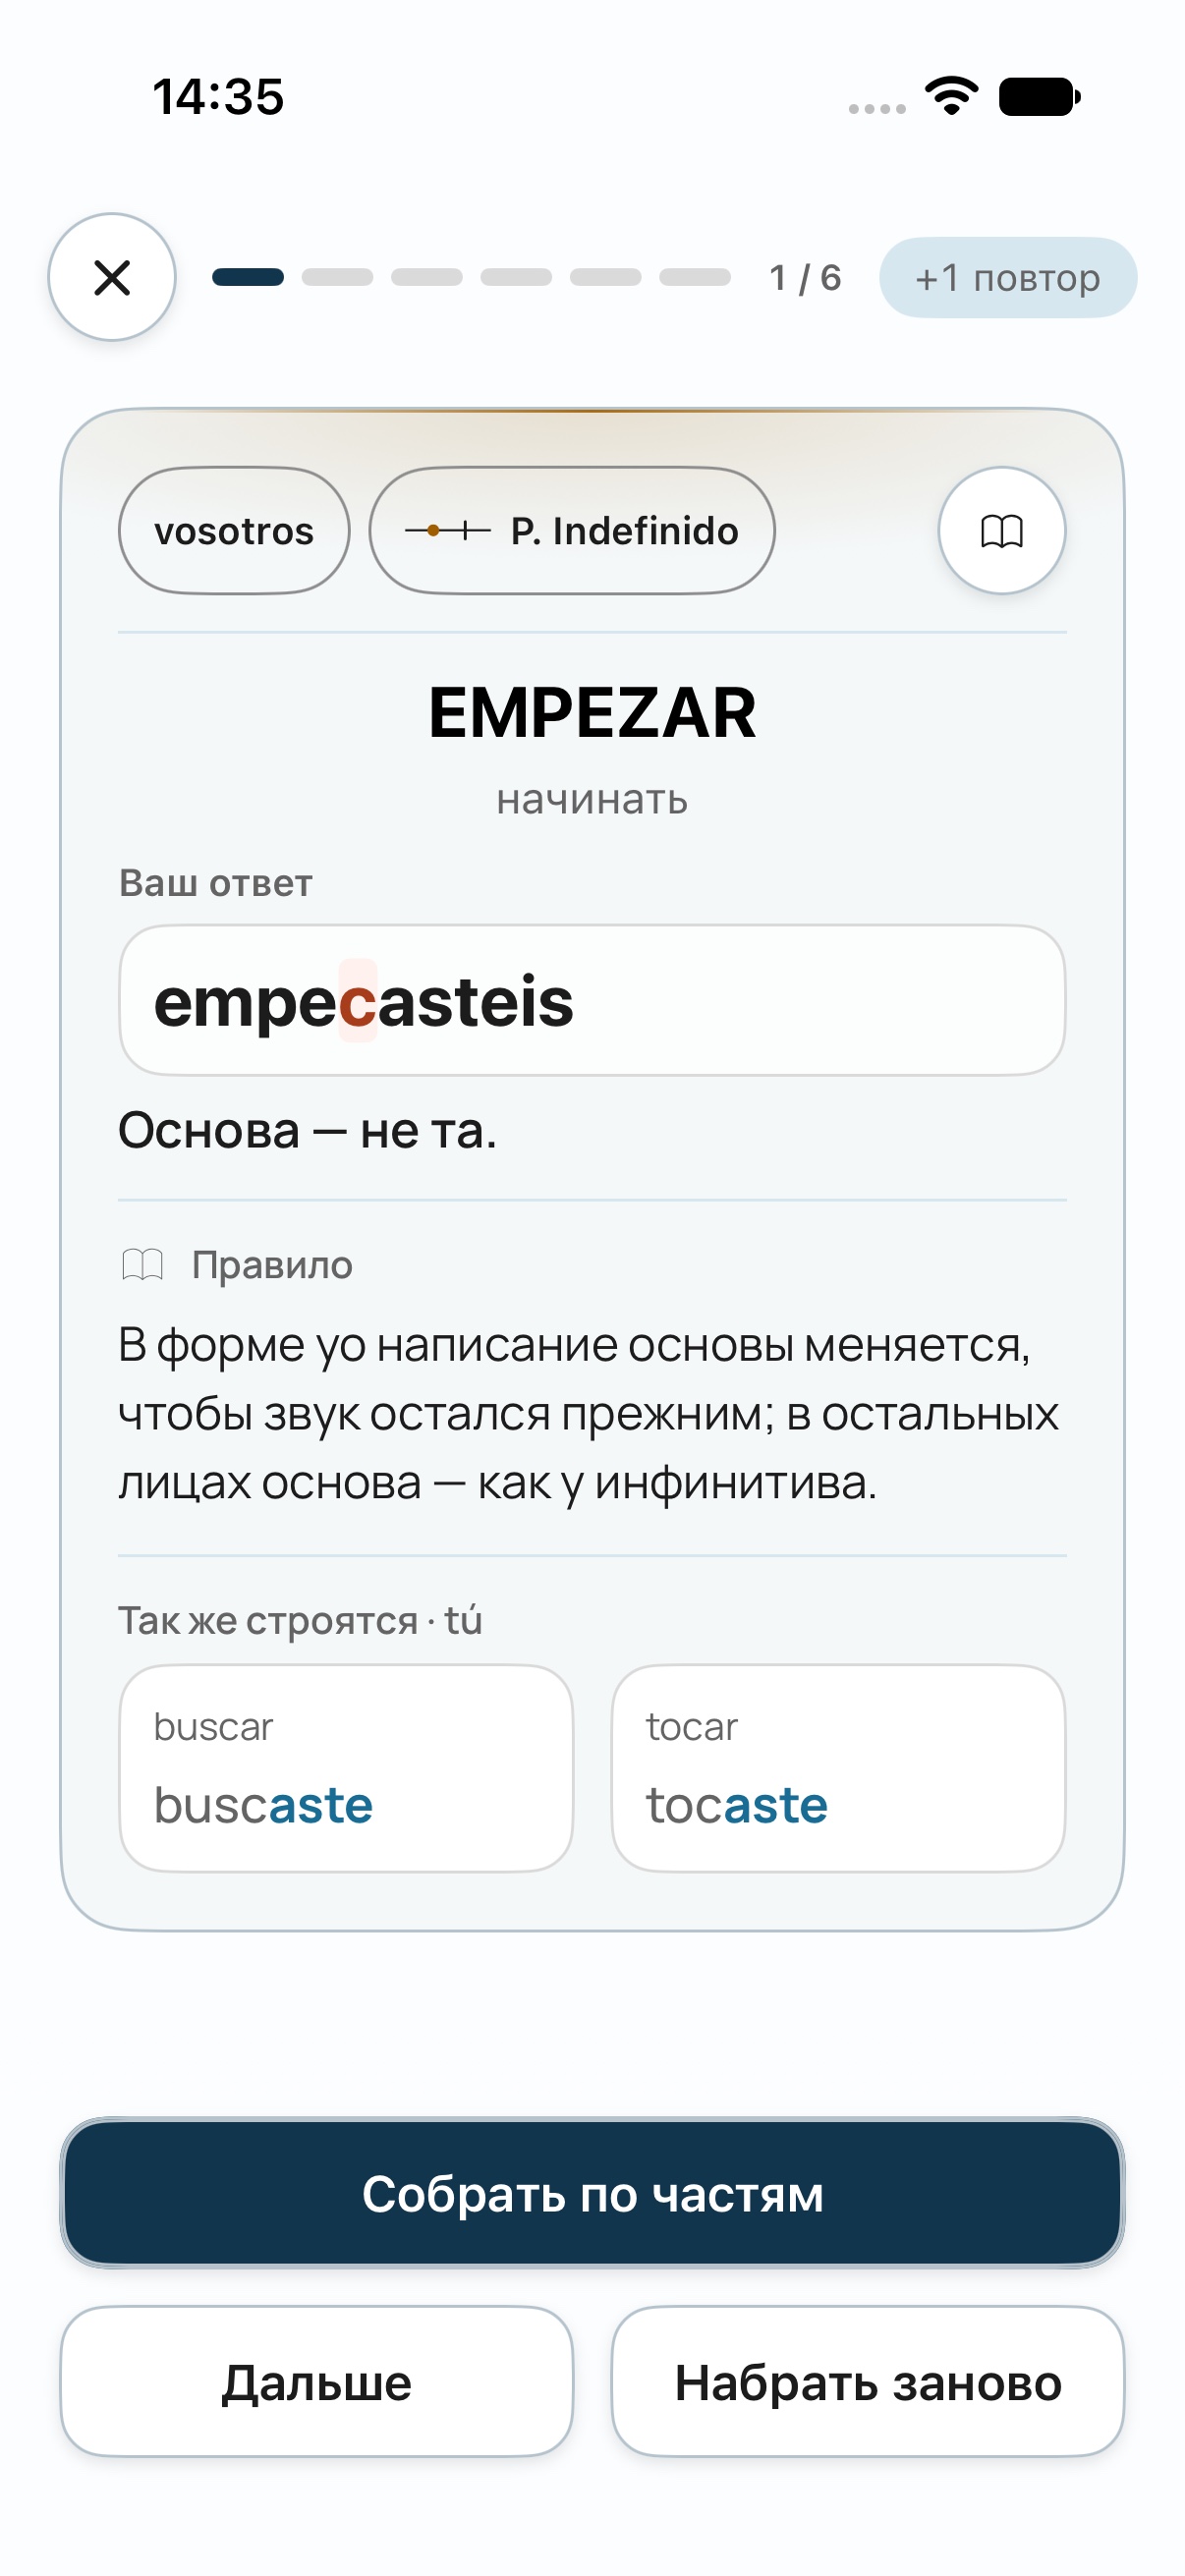 14:35
1 / 6
+1 повтор
vosotros
P. Indefinido
EMPEZAR
начинать
Ваш ответ
empecasteis
Основа — не та.
Правило
В форме yo написание основы меняется,
чтобы звук остался прежним; в остальных
лицах основа — как у инфинитива.
Так же строятся · tú
buscar
tocar
buscaste
tocaste
Собрать по частям
Дальше
Набрать заново